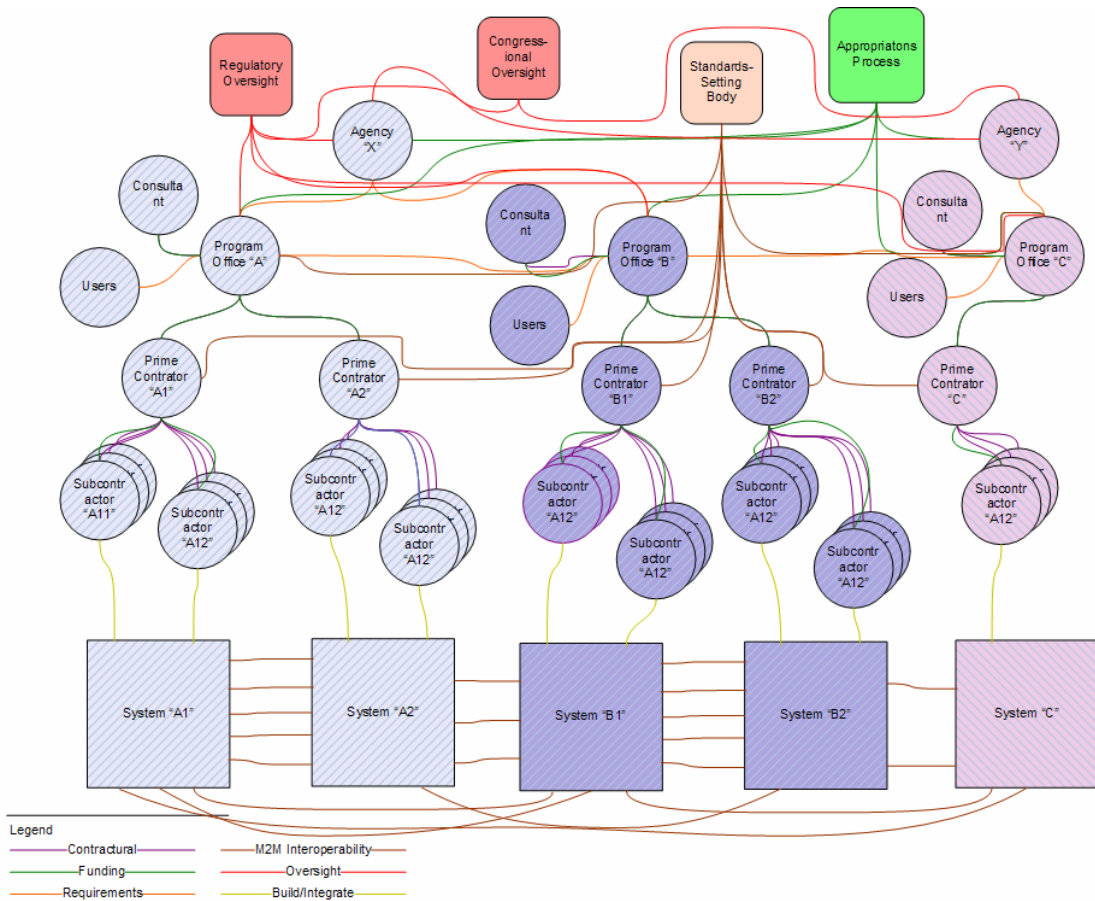 Regulatory
Oversight
Congress-
ional
Oversight
Standards-
Setting
Body
Appropriatons
Process
Agency
“X”
Agency
“Y”
Consulta
nt
Program
Office “A”
Users
Consulta
nt
Program
Office “B”
Users
Consulta
nt
Program
Office “C”
Users
Prime
Contrator
“A1”
Prime
Contrator
“A2”
Prime
Contrator
“B1”
Prime
Contrator
“B2”
Prime
Contrator
“C”
Subcontr
actor
“A11”
Subcontr
actor
“A12”
Subcontr
actor
“A12”
Subcontr
actor
“A12”
Subcontr
actor
“A12”
Subcontr
actor
“A12”
Subcontr
actor
“A12”
Subcontr
actor
“A12”
Subcontr
actor
“A12”
System “A1”
System “A2”
System “B1”
System “B2”
System “C”
Legend
Contractural
M2M Interoperability
Funding
Oversight
Requirements
Build/Integrate